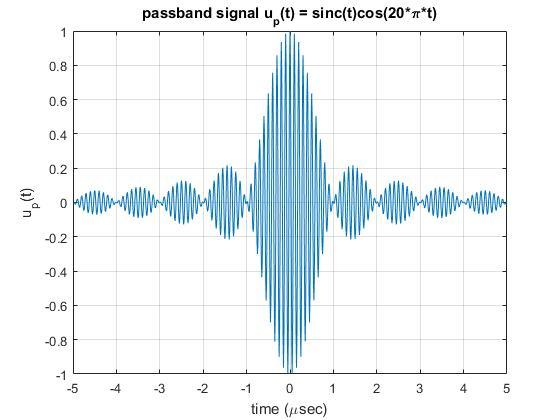 passband signal u_p(t) = sinc(t)cos(20*π*t)
1
0.8
0.6
0.4
0.2
0
-0.2
-0.4
-0.6
-0.8
-1
u_p(t)
-5 -4 -3 -2 -1 0 1 2 3 4 5
time (μsec)